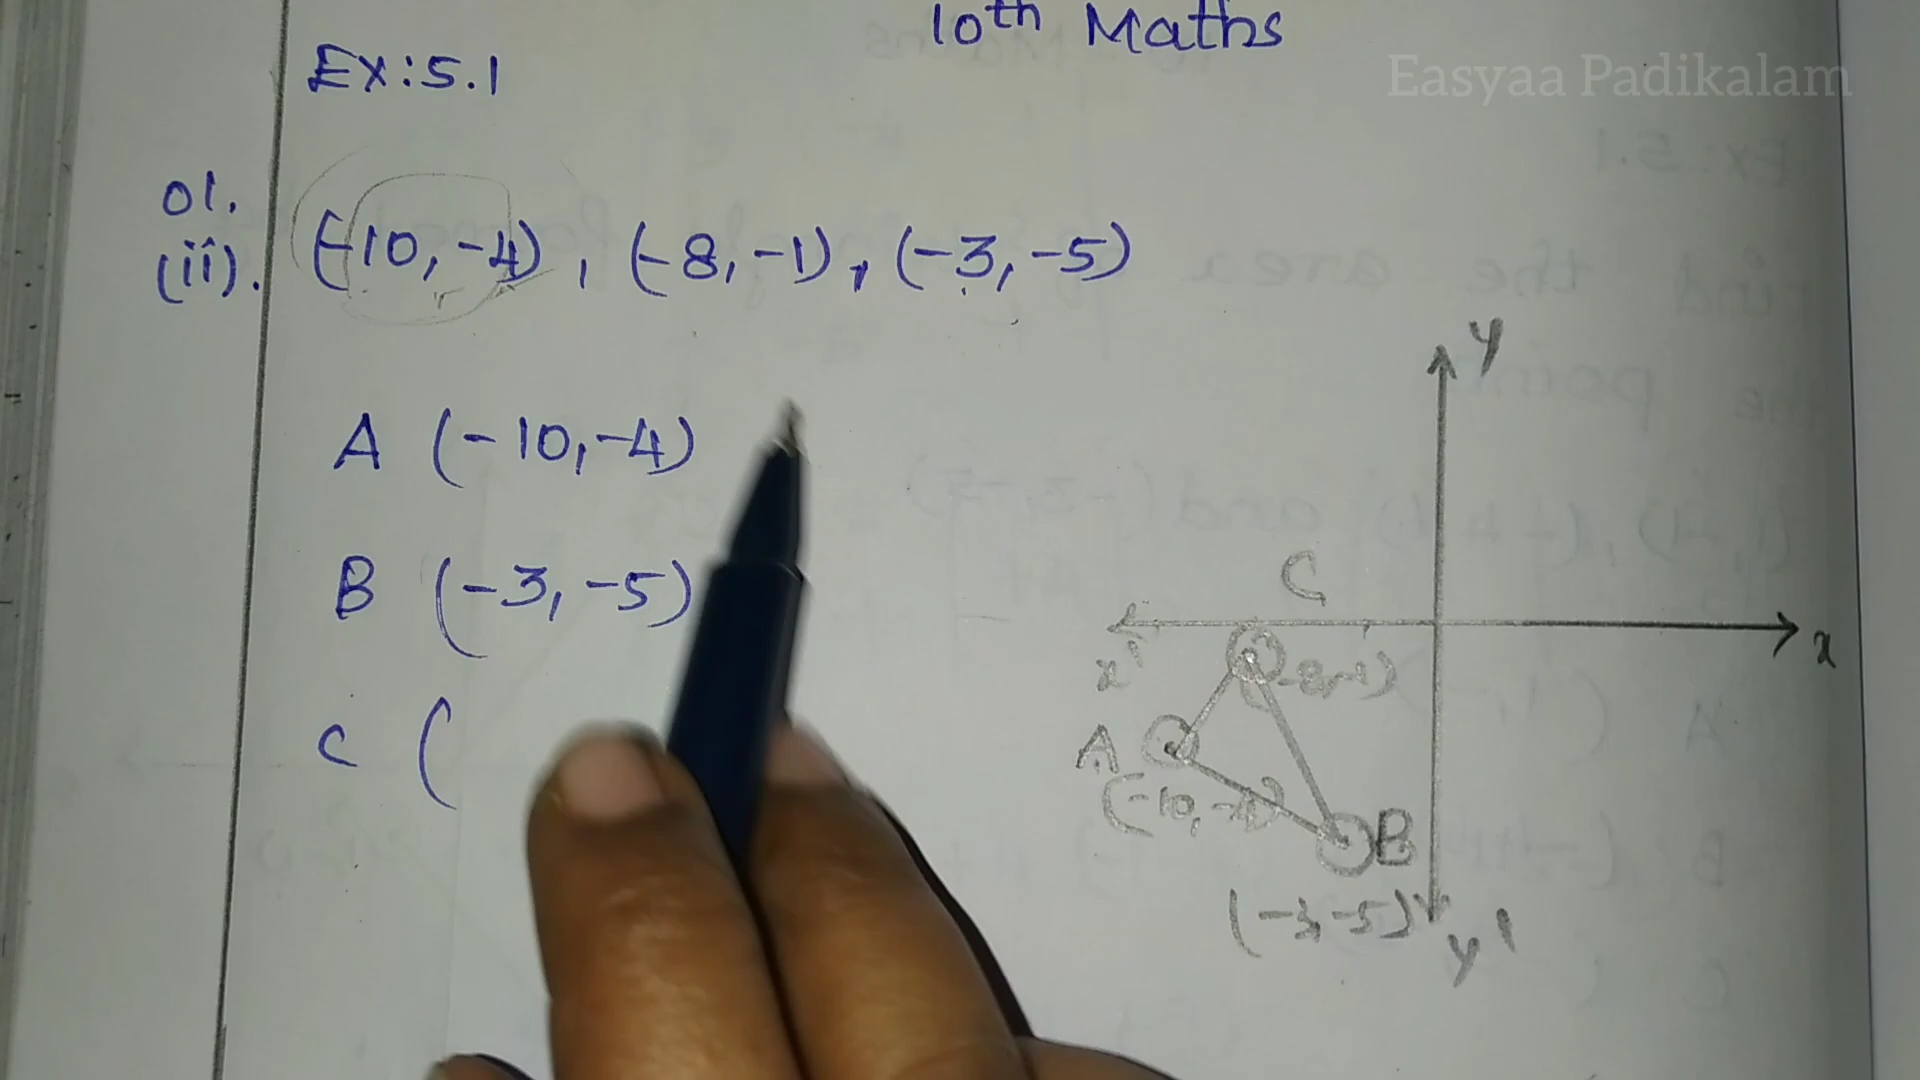 10th Maths
Easyaa Padikalam
Ex:5.1
01.
(ii). (-10, -4), (-8, -1), (-3, -5)
A (-10, -4)
B (-3, -5)
C (
y
C
x'
x
(-8,-1)
A
(-10, -4)
B
(-3, -5)
y'